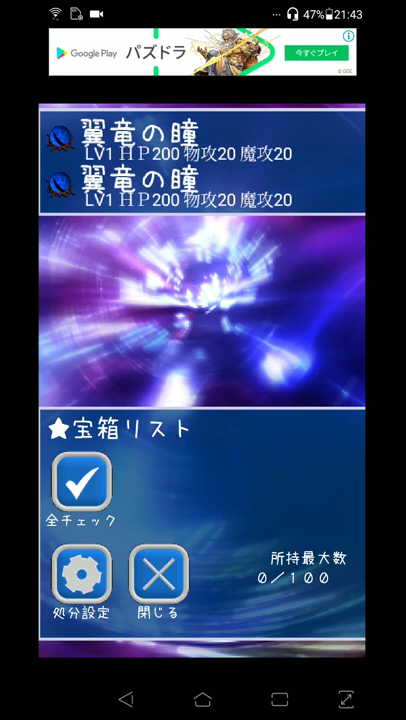 47% 21:43
Google Play パズドラ 今すぐプレイ
翼竜の瞳
LV1 ＨＰ200 物攻20 魔攻20
翼竜の瞳
LV1 ＨＰ200 物攻20 魔攻20
★宝箱リスト
全チェック
所持最大数
０／１００
処分設定 閉じる